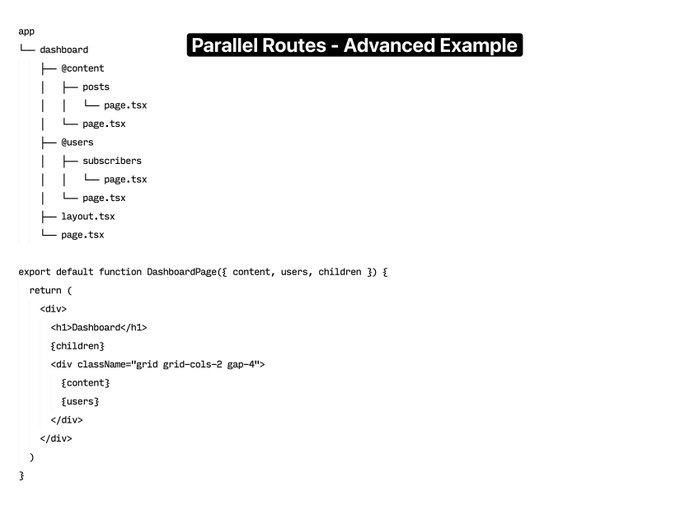 Parallel Routes - Advanced Example
app
└── dashboard
    ├── @content
    │   ├── posts
    │   │   └── page.tsx
    │   └── page.tsx
    ├── @users
    │   ├── subscribers
    │   │   └── page.tsx
    │   └── page.tsx
    ├── layout.tsx
    └── page.tsx
export default function DashboardPage({ content, users, children }) {
  return (
    <div>
      <h1>Dashboard</h1>
      {children}
      <div className="grid grid-cols-2 gap-4">
        {content}
        {users}
      </div>
    </div>
  )
}